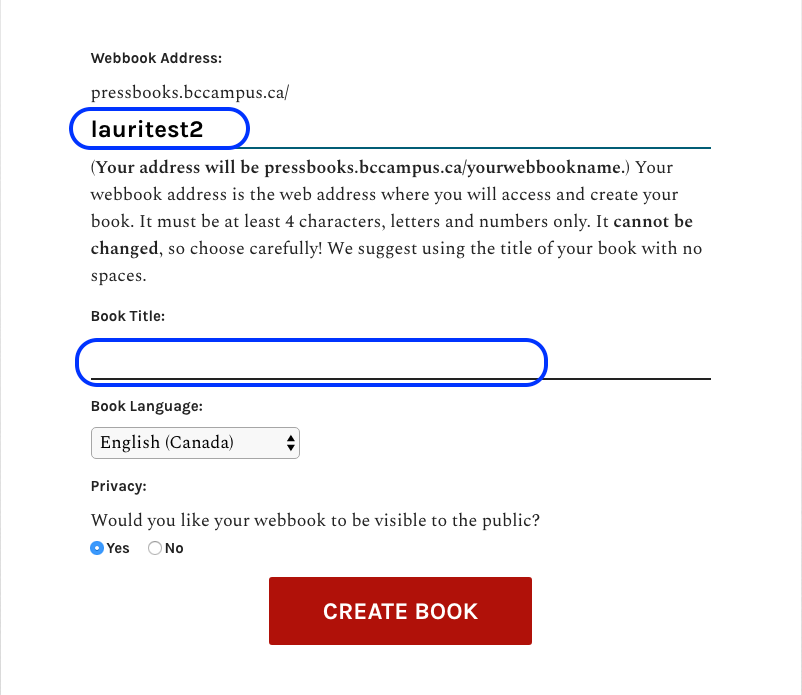 Webbook Address:
pressbooks.bccampus.ca/
lauritest2
(Your address will be pressbooks.bccampus.ca/yourwebbookname.) Your
webbook address is the web address where you will access and create your
book. It must be at least 4 characters, letters and numbers only. It cannot be
changed, so choose carefully! We suggest using the title of your book with no
spaces.
Book Title:
Book Language:
English (Canada)
Privacy:
Would you like your webbook to be visible to the public?
Yes No
CREATE BOOK